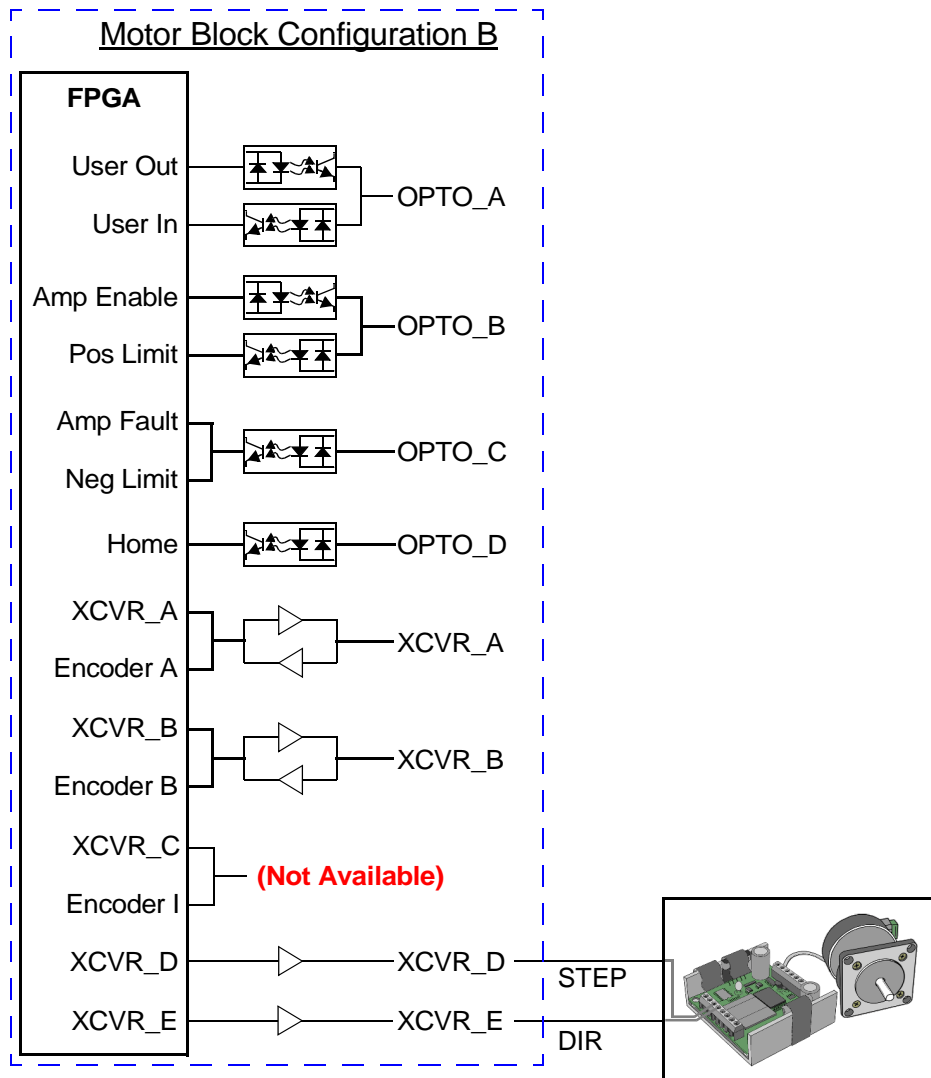 Motor Block Configuration B
FPGA
User Out
OPTO_A
User In
Amp Enable
OPTO_B
Pos Limit
Amp Fault
OPTO_C
Neg Limit
Home
OPTO_D
XCVR_A
XCVR_A
Encoder A
XCVR_B
XCVR_B
Encoder B
XCVR_C
(Not Available)
Encoder I
XCVR_D
XCVR_D
STEP
XCVR_E
XCVR_E
DIR